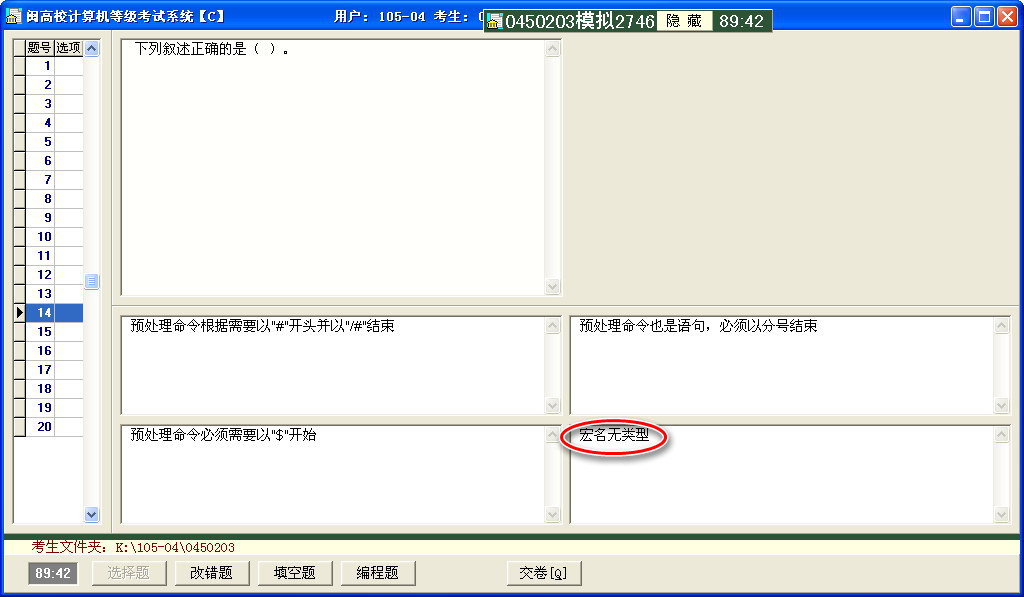 闽高校计算机等级考试系统【C】
用户: 105-04 考生:
0450203模拟2746 隐 藏 89:42
题号 选项
下列叙述正确的是（ ）。
1
2
3
4
5
6
7
8
9
10
11
12
13
14
15
16
17
18
19
20
预处理命令根据需要以"#"开头并以"/#"结束
预处理命令也是语句，必须以分号结束
预处理命令必须需要以"$"开始
宏名无类型
考生文件夹: K:\105-04\0450203
89:42 选择题 改错题 填空题 编程题 交卷[Q]